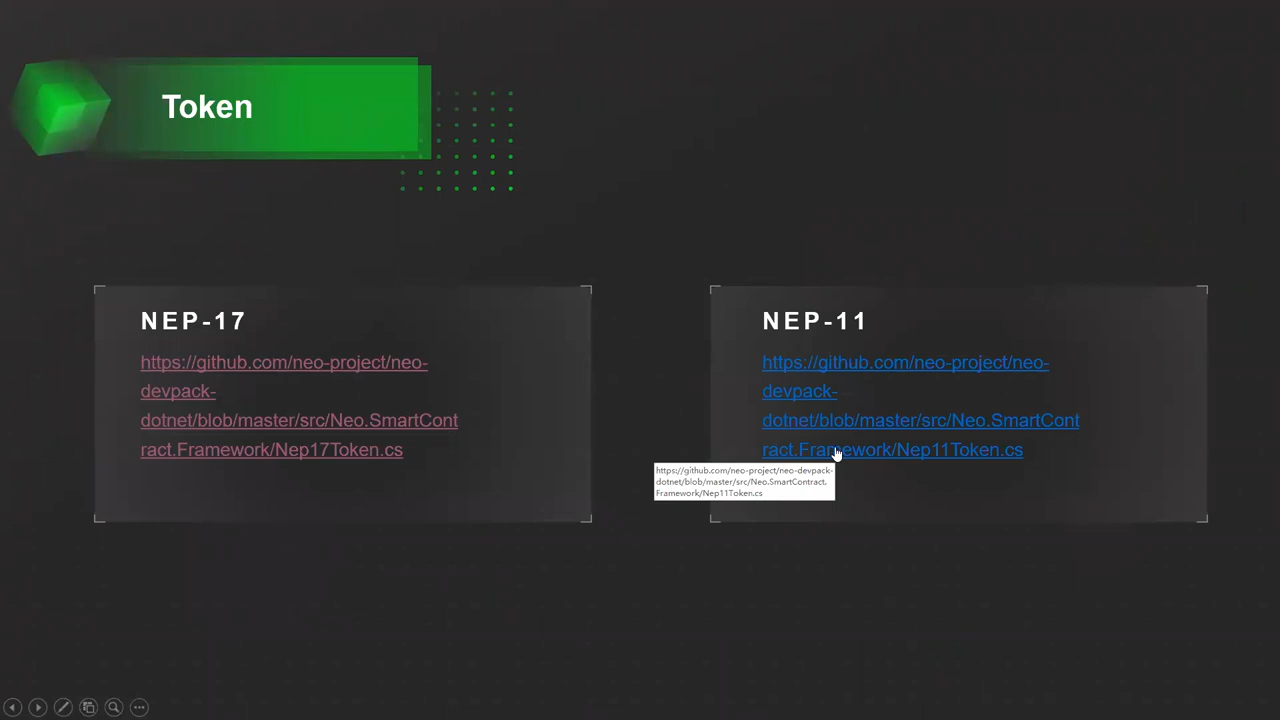 Token
NEP-17
https://github.com/neo-project/neo-
devpack-
dotnet/blob/master/src/Neo.SmartCont
ract.Framework/Nep17Token.cs
NEP-11
https://github.com/neo-project/neo-
devpack-
dotnet/blob/master/src/Neo.SmartCont
ract.Framework/Nep11Token.cs
https://github.com/neo-project/neo-devpack-
dotnet/blob/master/src/Neo.SmartContract.
Framework/Nep11Token.cs